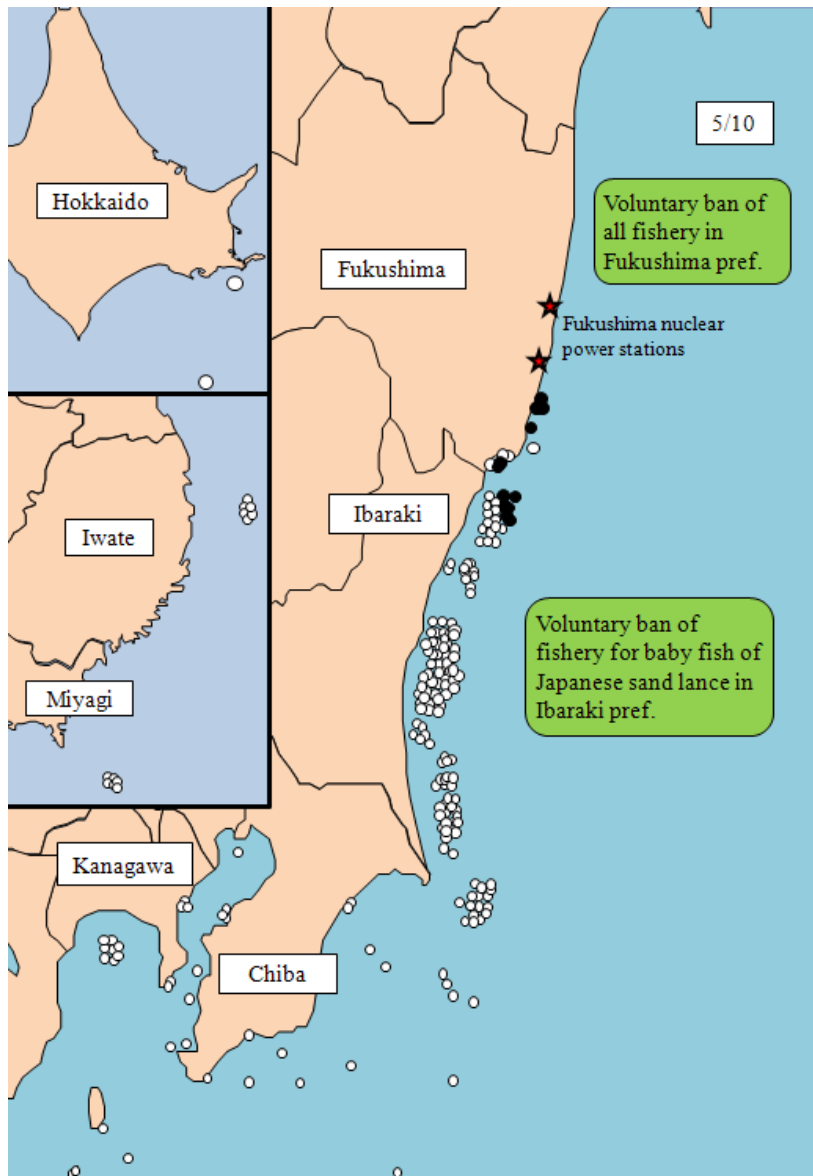 5/10
Hokkaido
Voluntary ban of
all fishery in
Fukushima pref.
Fukushima
Fukushima nuclear
power stations
Ibaraki
Iwate
Voluntary ban of
fishery for baby fish of
Japanese sand lance in
Ibaraki pref.
Miyagi
Kanagawa
Chiba